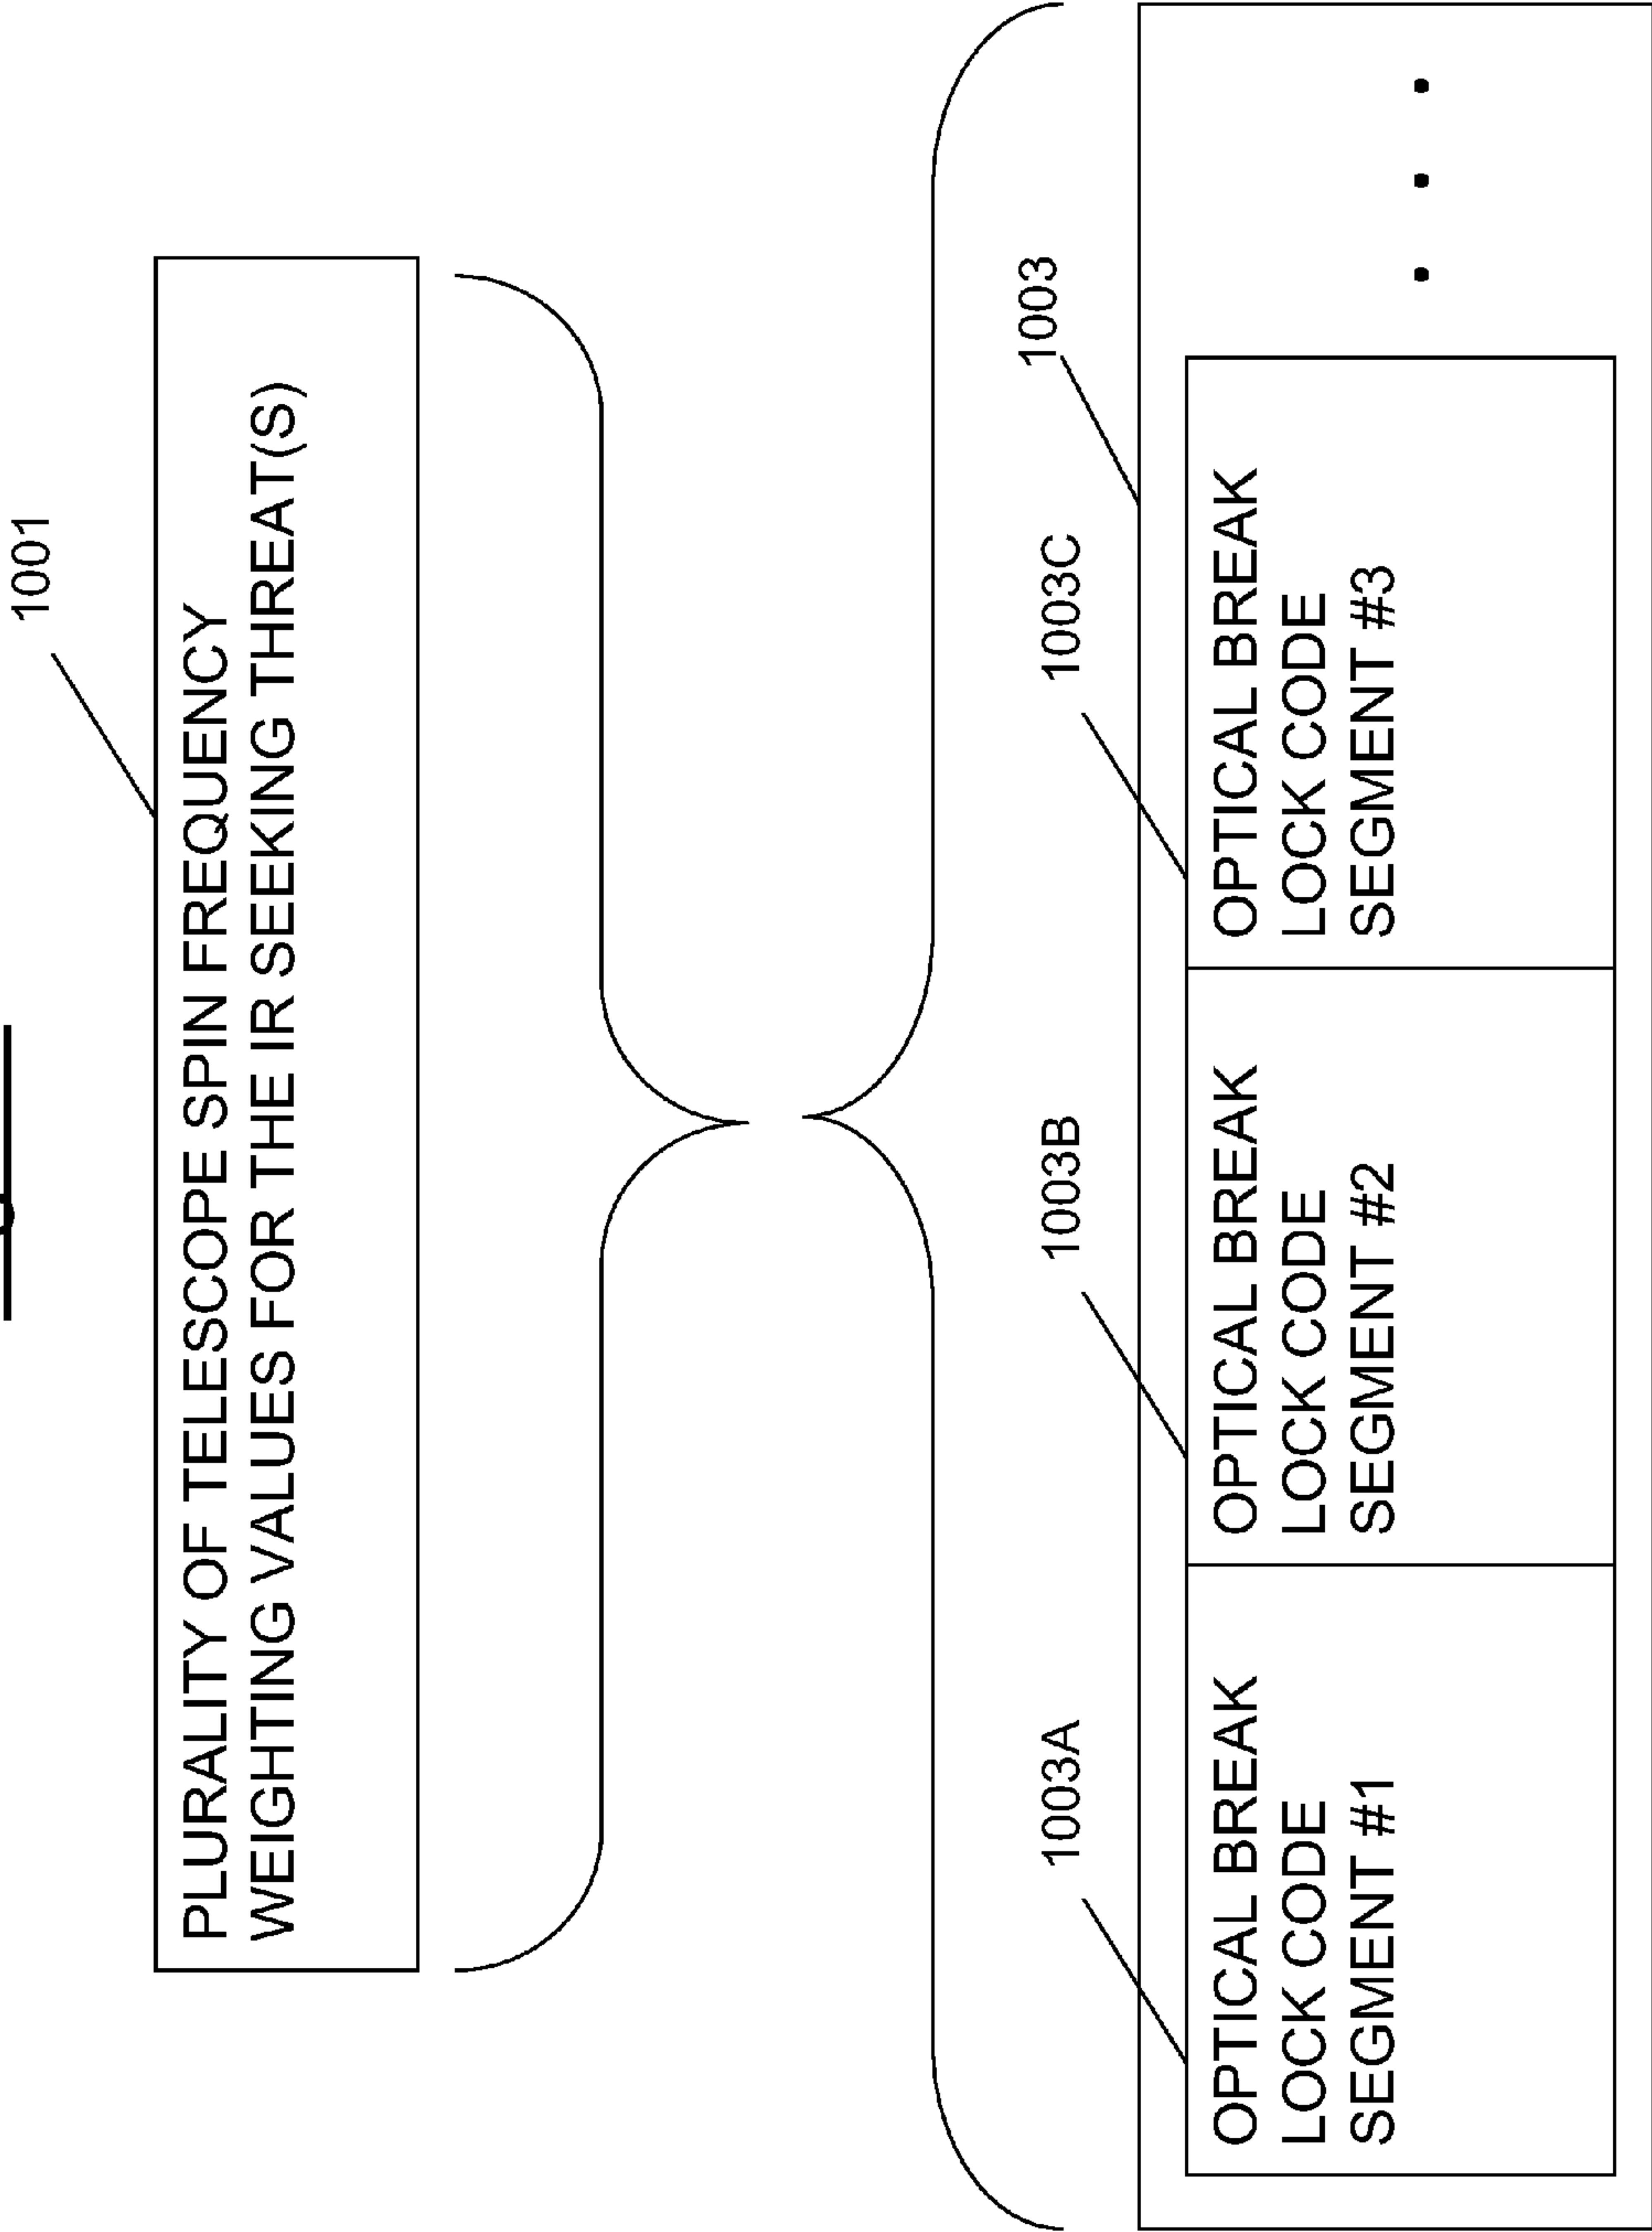 1001
PLURALITY OF TELESCOPE SPIN FREQUENCY
WEIGHTING VALUES FOR THE IR SEEKING THREAT(S)
1003
1003A
1003B
1003C
OPTICAL BREAK
LOCK CODE
SEGMENT #1
OPTICAL BREAK
LOCK CODE
SEGMENT #2
OPTICAL BREAK
LOCK CODE
SEGMENT #3